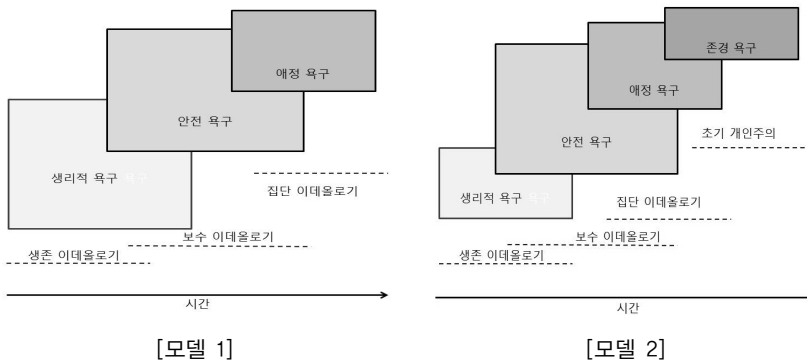 애정 욕구
안전 욕구
생리적 욕구 욕구
집단 이데올로기
보수 이데올로기
생존 이데올로기
시간
[모델 1]
존경 욕구
애정 욕구
안전 욕구
초기 개인주의
생리적 욕구 욕구
집단 이데올로기
보수 이데올로기
생존 이데올로기
시간
[모델 2]